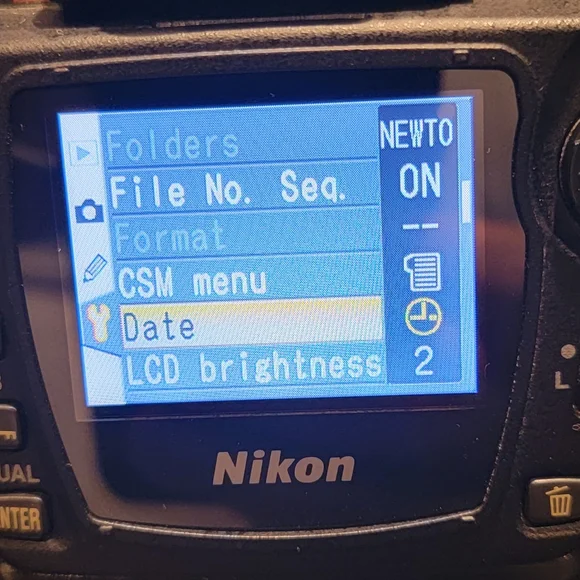 Folders NEWTO
File No. Seq. ON
Format --
CSM menu
Date
LCD brightness 2
Nikon
L
UAL
NTER